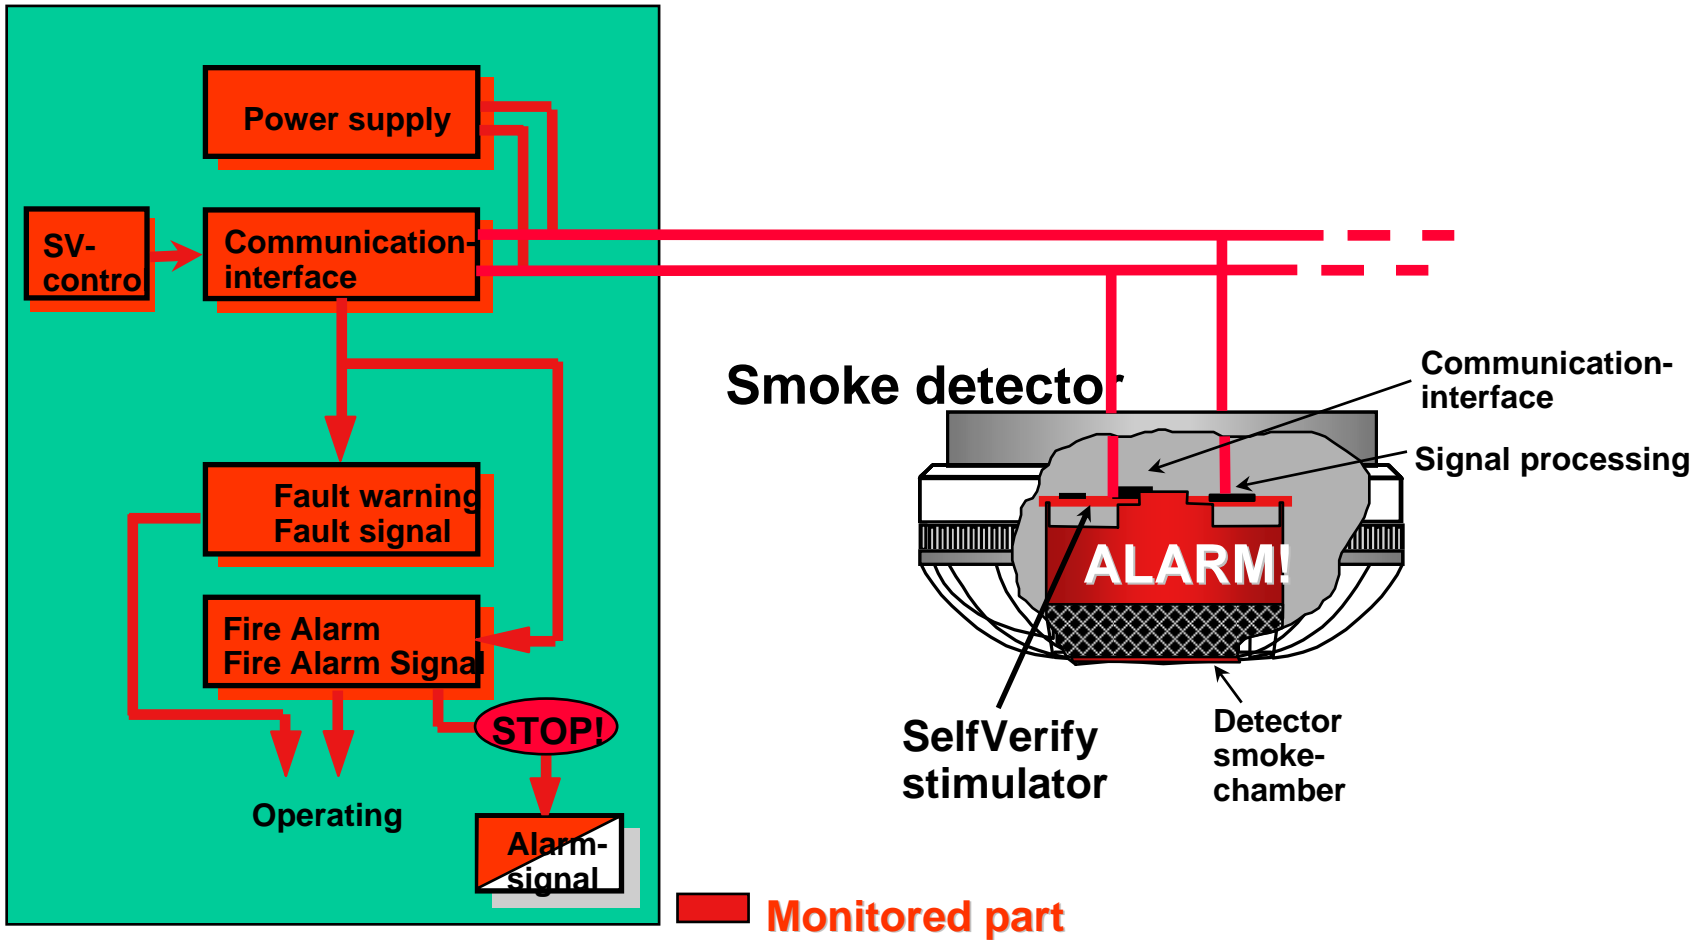 Power supply
SV-
contro
Communication-
interface
Fault warning
Fault signal
Fire Alarm
Fire Alarm Signal
STOP!
Operating
Alarm-
signal
Smoke detector
Communication-
interface
Signal processing
ALARM!
SelfVerify
stimulator
Detector
smoke-
chamber
Monitored part